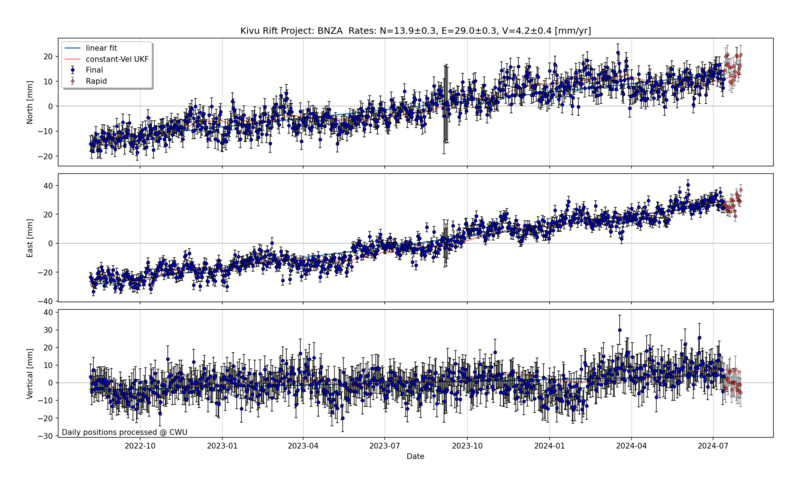 Kivu Rift Project: BNZA  Rates: N=13.9±0.3, E=29.0±0.3, V=4.2±0.4 [mm/yr]
linear fit
constant-Vel UKF
Final
Rapid
North [mm]
20
10
0
−10
−20
East [mm]
40
20
0
−20
−40
Vertical [mm]
40
30
20
10
0
−10
−20
−30
Daily positions processed @ CWU
2022-10 2023-01 2023-04 2023-07 2023-10 2024-01 2024-04 2024-07
Date